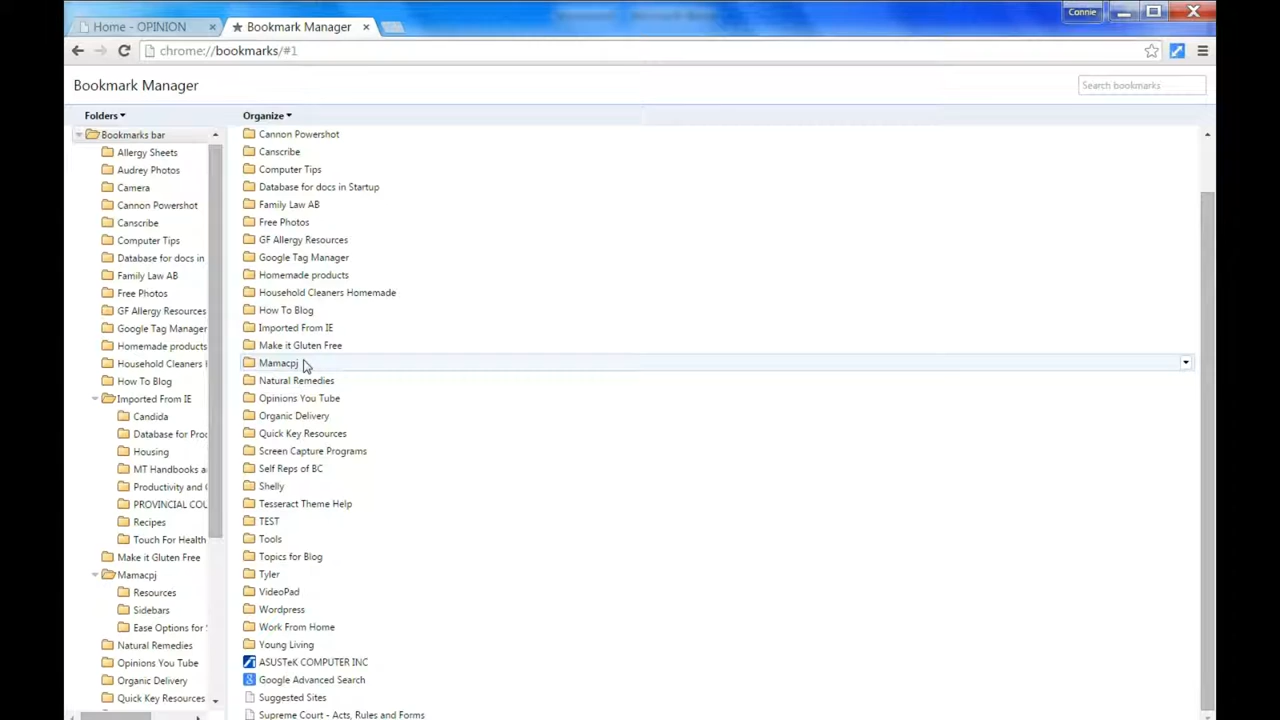 Connie
Home - OPINION
Bookmark Manager
chrome://bookmarks/#1
Bookmark Manager
Search bookmarks
Folders
Organize
Bookmarks bar
Allergy Sheets
Audrey Photos
Camera
Cannon Powershot
Canscribe
Computer Tips
Database for docs in
Family Law AB
Free Photos
GF Allergy Resources
Google Tag Manager
Homemade products
Household Cleaners H
How To Blog
Imported From IE
Candida
Database for Proc
Housing
MT Handbooks a
Productivity and C
PROVINCIAL COU
Recipes
Touch For Health
Make it Gluten Free
Mamacpj
Resources
Sidebars
Ease Options for S
Natural Remedies
Opinions You Tube
Organic Delivery
Quick Key Resources
Cannon Powershot
Canscribe
Computer Tips
Database for docs in Startup
Family Law AB
Free Photos
GF Allergy Resources
Google Tag Manager
Homemade products
Household Cleaners Homemade
How To Blog
Imported From IE
Make it Gluten Free
Mamacpj
Natural Remedies
Opinions You Tube
Organic Delivery
Quick Key Resources
Screen Capture Programs
Self Reps of BC
Shelly
Tesseract Theme Help
TEST
Tools
Topics for Blog
Tyler
VideoPad
Wordpress
Work From Home
Young Living
ASUSTeK COMPUTER INC
Google Advanced Search
Suggested Sites
Supreme Court - Acts, Rules and Forms